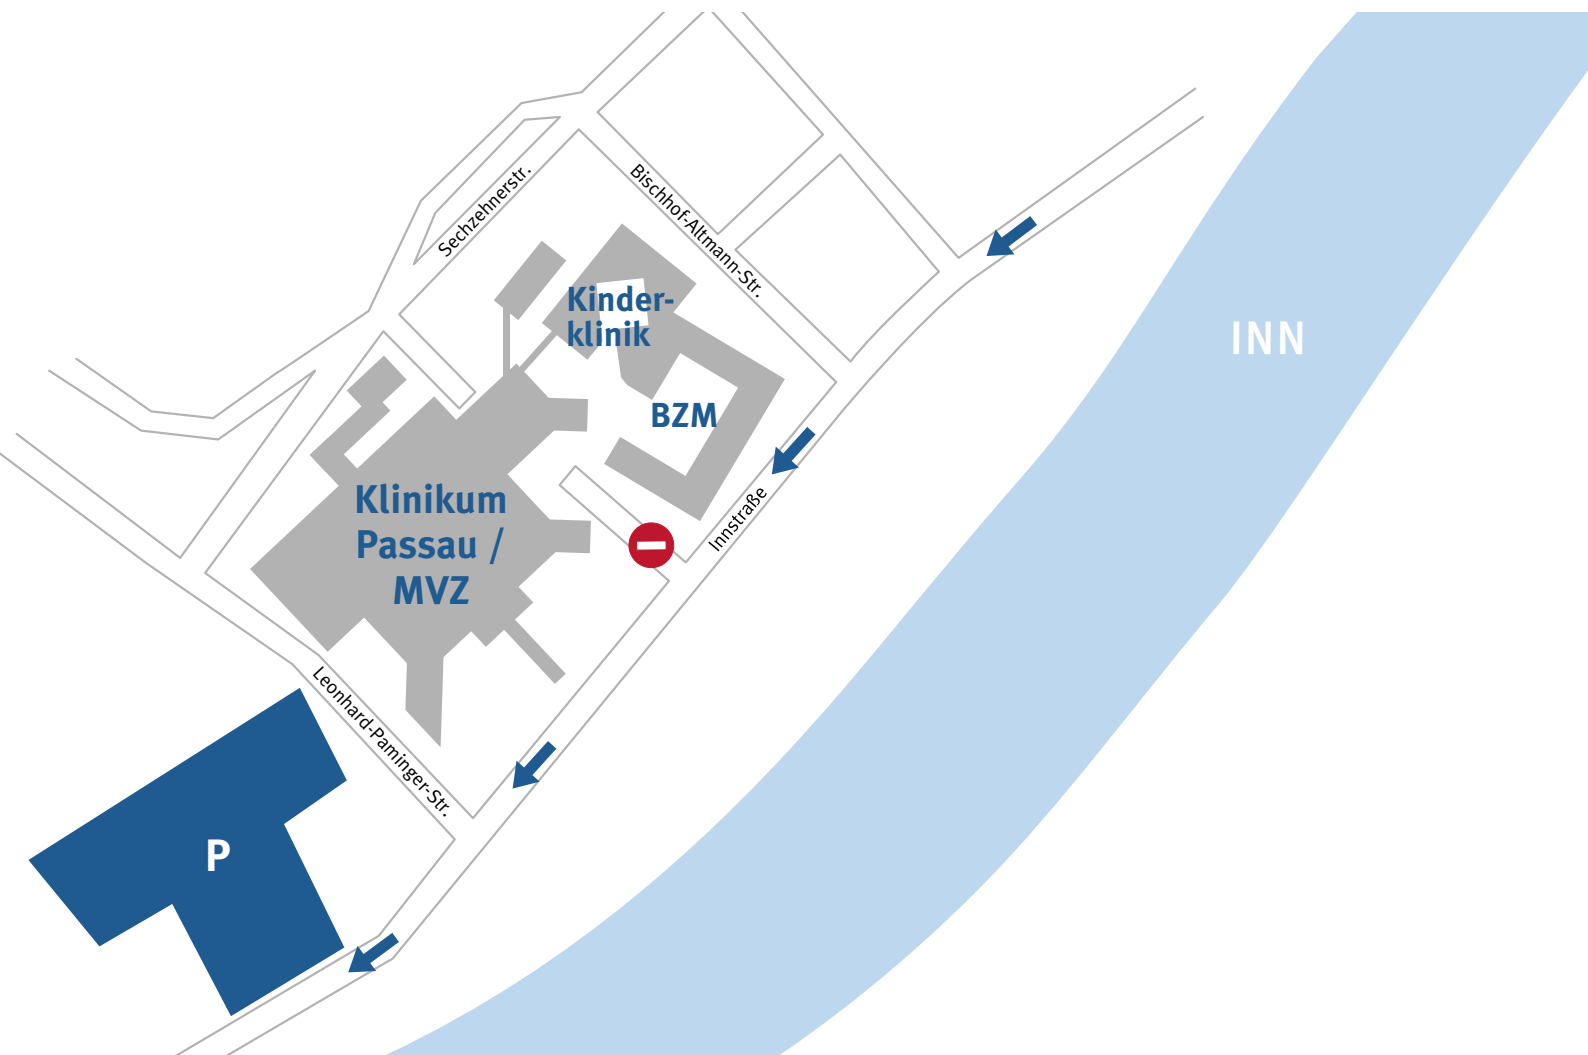 Sechzehnerstr.
Bischhof-Altmann-Str.
Kinder-
klinik
INN
BZM
Klinikum
Passau /
MVZ
Innstraße
Leonhard-Paminger-Str.
P